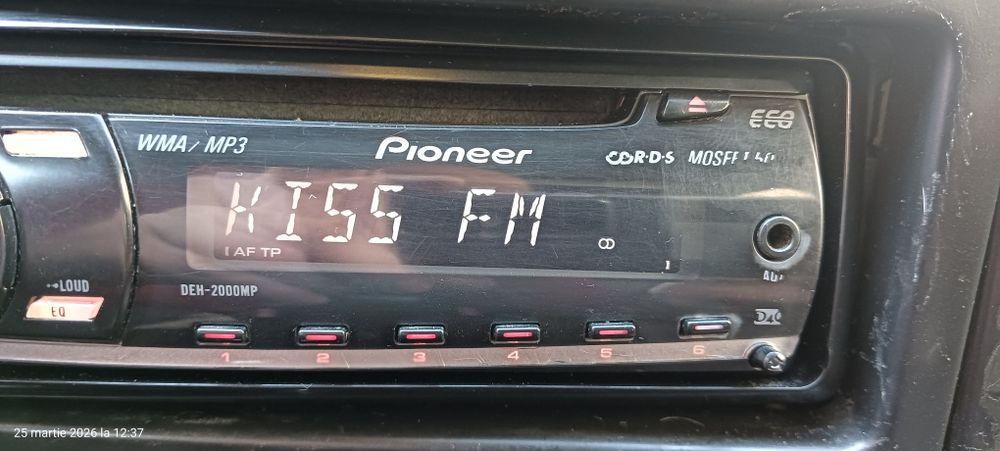 WMA/ MP3
Pioneer
R·D·S
KISS FM
I AF TP
LOUD
EQ
DEH-2000MP
1 2 3 4 5 6
25 martie 2026 la 12:37